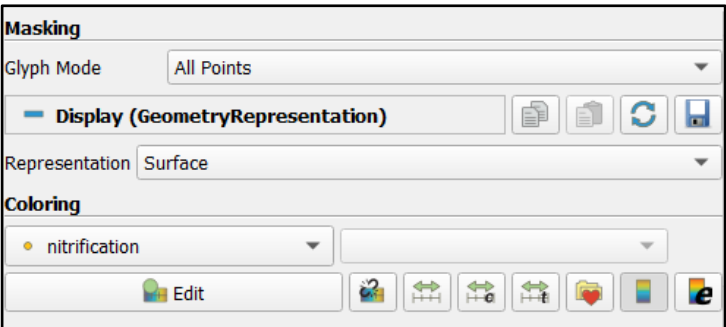 Masking
Glyph Mode All Points
Display (GeometryRepresentation)
Representation Surface
Coloring
nitrification
Edit c t e